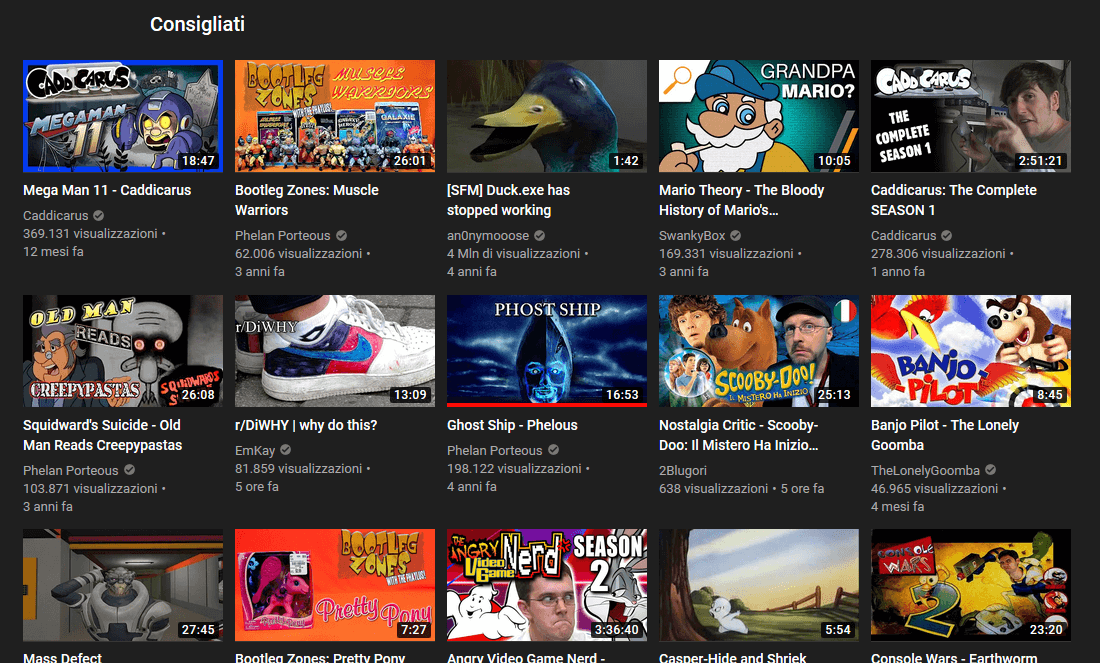 Consigliati
CADDICARUS
MEGAMAN
11
18:47
BOOTLEG
ZONES
WITH THE PHATLUS!
MUSCLE
WARRIORS
GALAXIE
26:01
1:42
GRANDPA
MARIO?
10:05
CADDICARUS
THE
COMPLETE
SEASON 1
2:51:21
Mega Man 11 - Caddicarus
Caddicarus
369.131 visualizzazioni •
12 mesi fa
Bootleg Zones: Muscle
Warriors
Phelan Porteous
62.006 visualizzazioni •
3 anni fa
[SFM] Duck.exe has
stopped working
an0nymooose
4 Mln di visualizzazioni •
4 anni fa
Mario Theory - The Bloody
History of Mario's...
SwankyBox
169.331 visualizzazioni •
3 anni fa
Caddicarus: The Complete
SEASON 1
Caddicarus
278.306 visualizzazioni •
1 anno fa
OLD MAN
READS
CREEPYPASTAS
SQUIDWARD'S
26:08
r/DiWHY
13:09
PHOST SHIP
16:53
SCOOBY-DOO!
IL MISTERO HA INIZIO
25:13
BANJO
-PILOT
8:45
Squidward's Suicide - Old
Man Reads Creepypastas
Phelan Porteous
103.871 visualizzazioni •
3 anni fa
r/DiWHY | why do this?
EmKay
81.859 visualizzazioni •
5 ore fa
Ghost Ship - Phelous
Phelan Porteous
198.122 visualizzazioni •
4 anni fa
Nostalgia Critic - Scooby-
Doo: Il Mistero Ha Inizio...
2Blugori
638 visualizzazioni • 5 ore fa
Banjo Pilot - The Lonely
Goomba
TheLonelyGoomba
46.965 visualizzazioni •
4 mesi fa
27:45
BOOTLEG
ZONES
WITH THE PHATLUS!
Pretty Pony
7:27
THE
ANGRY
Video
Game
Nerd
SEASON
2
3:36:40
5:54
CONSOLE
WARS
2
23:20
Mass Defect
Bootleg Zones: Pretty Pony
Angry Video Game Nerd -
Casper-Hide and Shriek
Console Wars - Earthworm